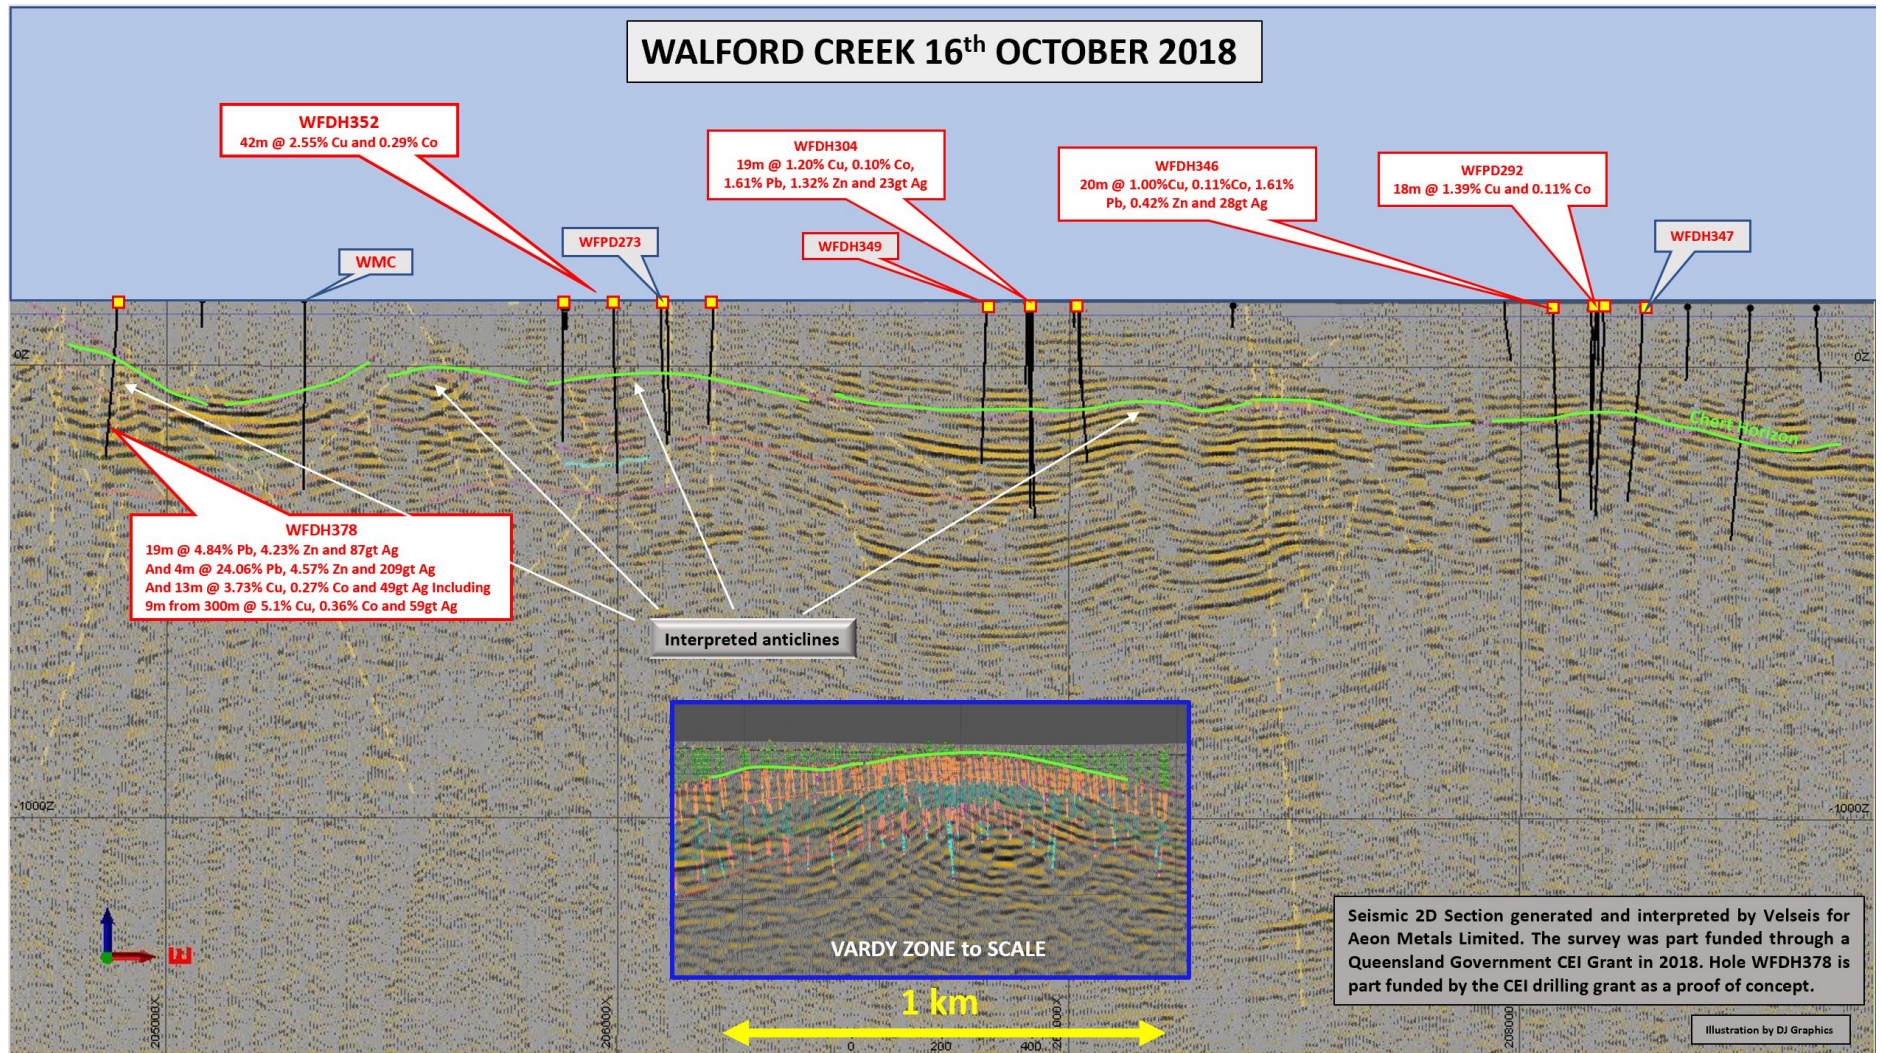 WALFORD CREEK 16th OCTOBER 2018
WFDH352
42m @ 2.55% Cu and 0.29% Co
WFDH304
19m @ 1.20% Cu, 0.10% Co,
1.61% Pb, 1.32% Zn and 23gt Ag
WFDH346
20m @ 1.00%Cu, 0.11%Co, 1.61%
Pb, 0.42% Zn and 28gt Ag
WFPD292
18m @ 1.39% Cu and 0.11% Co
WMC
WFPD273
WFDH349
WFDH347
0Z
0Z
Chert Horizon
WFDH378
19m @ 4.84% Pb, 4.23% Zn and 87gt Ag
And 4m @ 24.06% Pb, 4.57% Zn and 209gt Ag
And 13m @ 3.73% Cu, 0.27% Co and 49gt Ag Including
9m from 300m @ 5.1% Cu, 0.36% Co and 59gt Ag
Interpreted anticlines
-1000Z
-1000Z
VARDY ZONE to SCALE
E
1 km
Seismic 2D Section generated and interpreted by Velseis for
Aeon Metals Limited. The survey was part funded through a
Queensland Government CEI Grant in 2018. Hole WFDH378 is
part funded by the CEI drilling grant as a proof of concept.
Illustration by DJ Graphics
205000X
206000X
208000
0 200 400